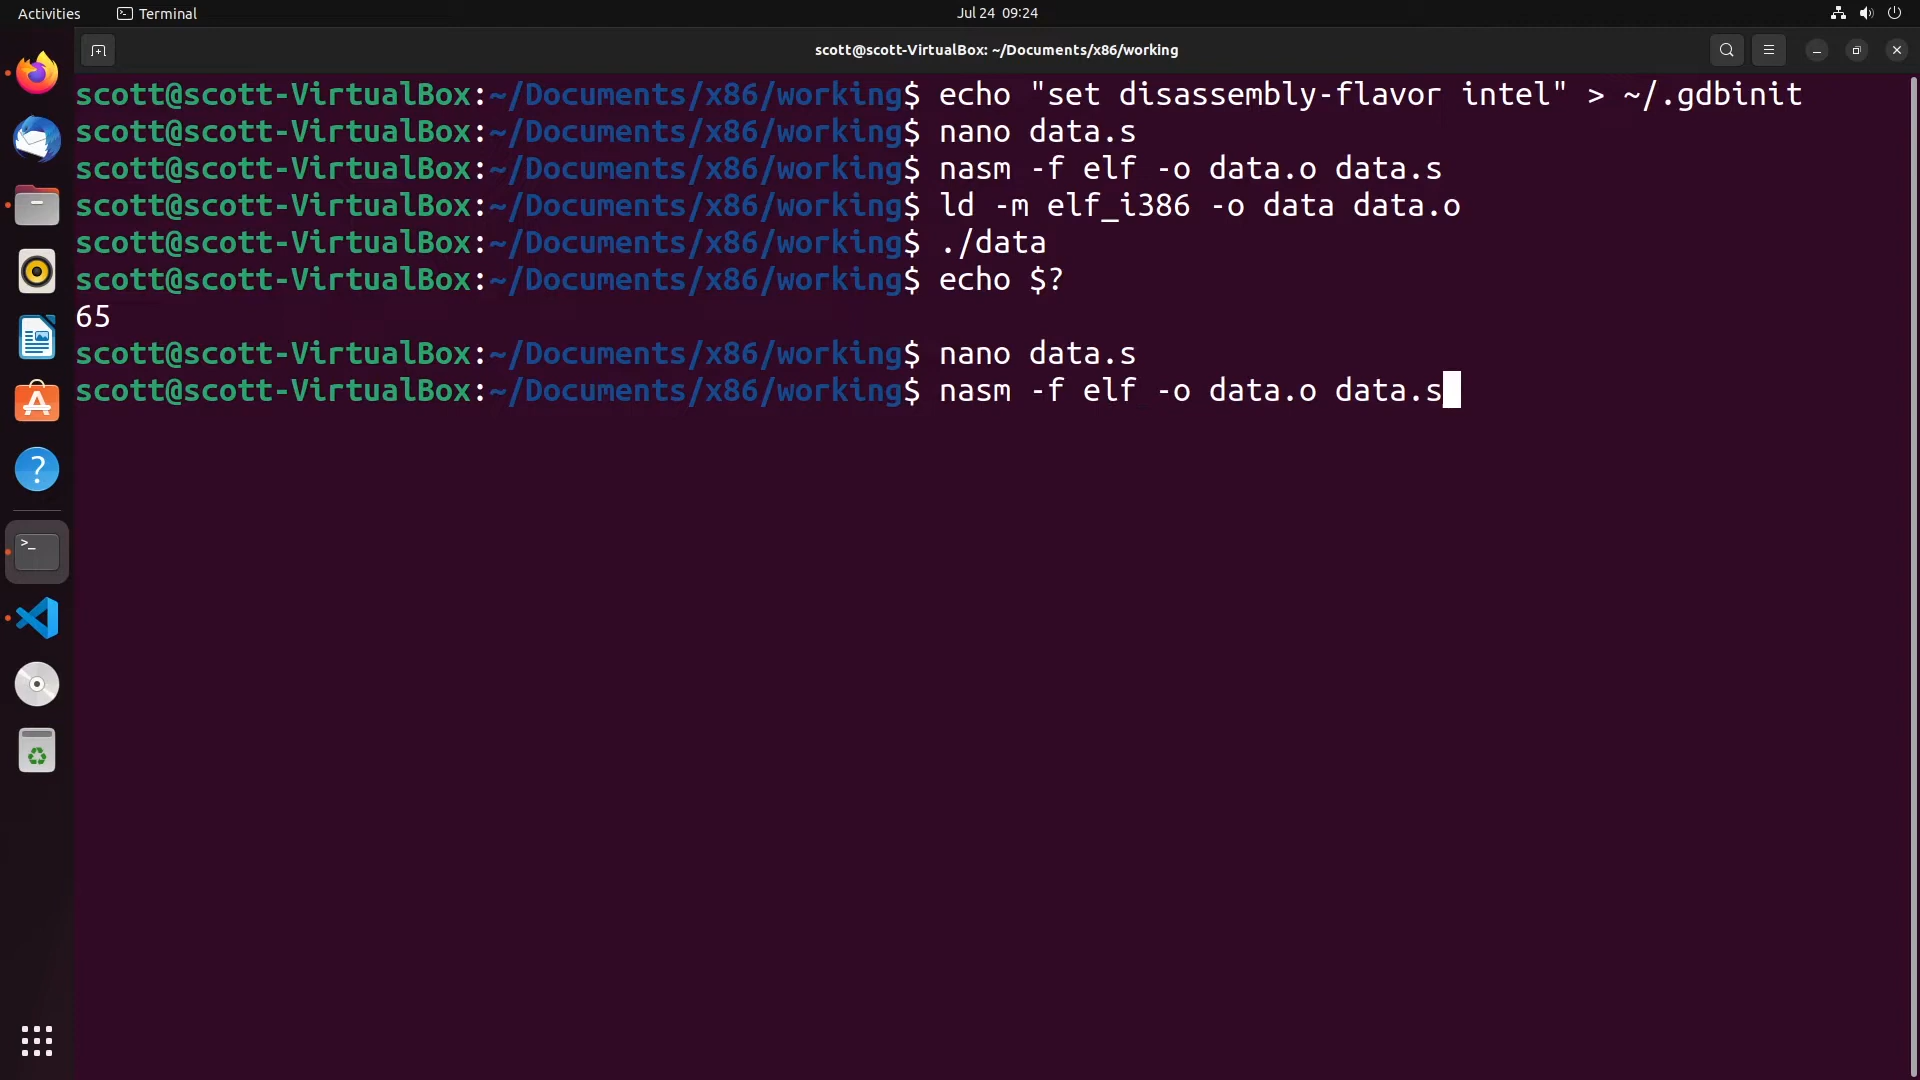 Activities
Terminal
Jul 24 09:24
scott@scott-VirtualBox: ~/Documents/x86/working
scott@scott-VirtualBox:~/Documents/x86/working$ echo "set disassembly-flavor intel" > ~/.gdbinit
scott@scott-VirtualBox:~/Documents/x86/working$ nano data.s
scott@scott-VirtualBox:~/Documents/x86/working$ nasm -f elf -o data.o data.s
scott@scott-VirtualBox:~/Documents/x86/working$ ld -m elf_i386 -o data data.o
scott@scott-VirtualBox:~/Documents/x86/working$ ./data
scott@scott-VirtualBox:~/Documents/x86/working$ echo $?
65
scott@scott-VirtualBox:~/Documents/x86/working$ nano data.s
scott@scott-VirtualBox:~/Documents/x86/working$ nasm -f elf -o data.o data.s